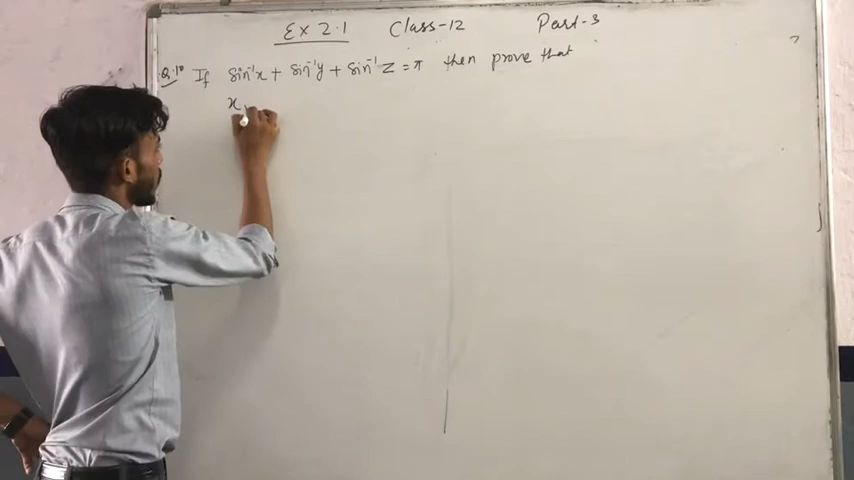 Ex 2.1 Class-12 Part-3
Q.10 If sin⁻¹x + sin⁻¹y + sin⁻¹z = π then prove that
x